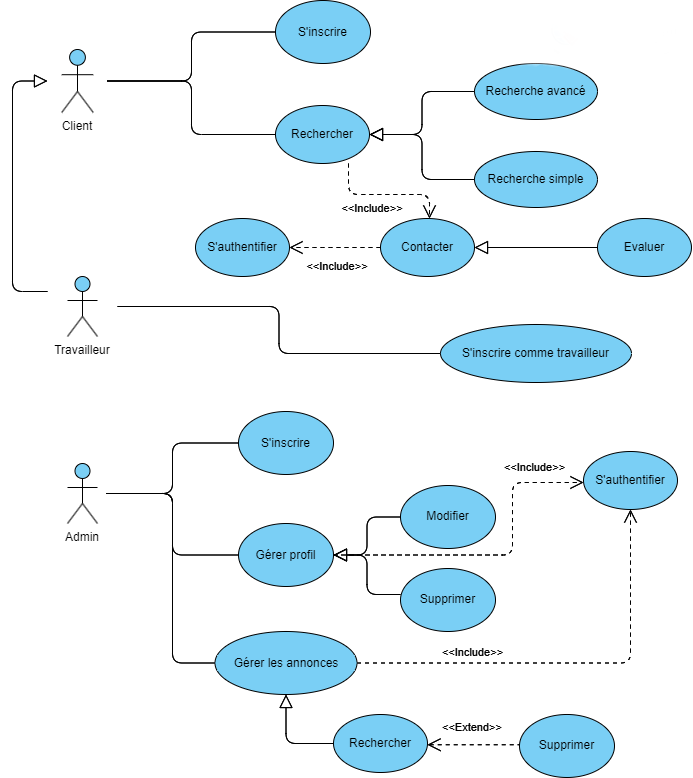 S'inscrire
Client
Rechercher
Recherche avancé
Recherche simple
<<Include>>
S'authentifier
<<Include>>
Contacter
Evaluer
Travailleur
S'inscrire comme travailleur
S'inscrire
Admin
<<Include>>
S'authentifier
Modifier
Gérer profil
Supprimer
Gérer les annonces
<<Include>>
Rechercher
<<Extend>>
Supprimer